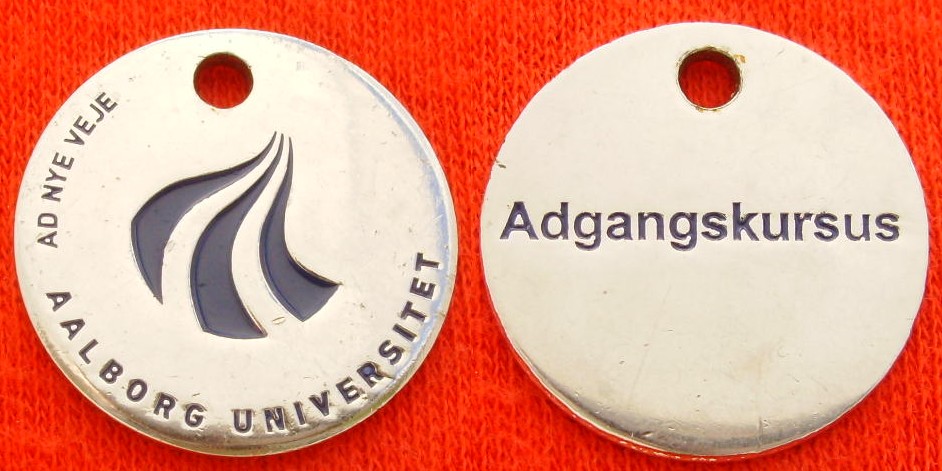 AD NYE VEJE
AALBORG UNIVERSITET
Adgangskursus